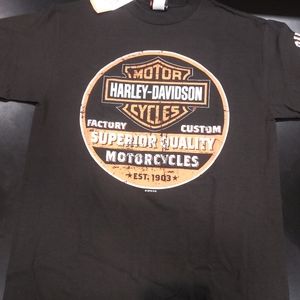 MOTOR
HARLEY-DAVIDSON
CYCLES
FACTORY CUSTOM
SUPERIOR QUALITY
MOTORCYCLES
★ EST. 1903 ★